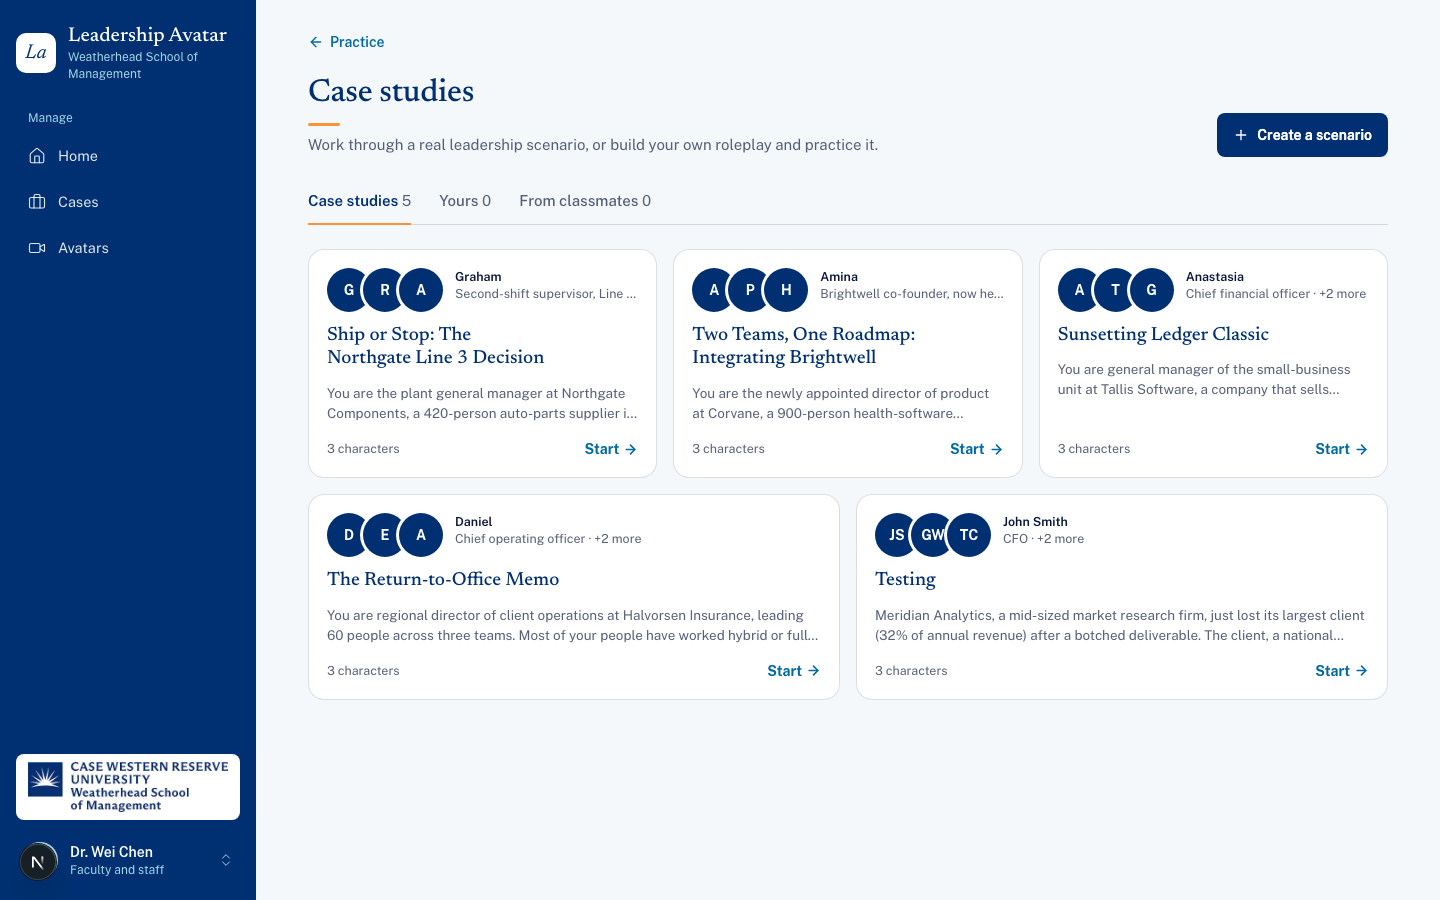 La
Leadership Avatar
Weatherhead School of
Management
Manage
Home
Cases
Avatars
CASE WESTERN RESERVE
UNIVERSITY
Weatherhead School
of Management
N
Dr. Wei Chen
Faculty and staff
← Practice
Case studies
Work through a real leadership scenario, or build your own roleplay and practice it.
+ Create a scenario
Case studies 5
Yours 0
From classmates 0
G R A
Graham
Second-shift supervisor, Line ...
Ship or Stop: The
Northgate Line 3 Decision
You are the plant general manager at Northgate
Components, a 420-person auto-parts supplier i...
3 characters
Start →
A P H
Amina
Brightwell co-founder, now he...
Two Teams, One Roadmap:
Integrating Brightwell
You are the newly appointed director of product
at Corvane, a 900-person health-software...
3 characters
Start →
A T G
Anastasia
Chief financial officer · +2 more
Sunsetting Ledger Classic
You are general manager of the small-business
unit at Tallis Software, a company that sells...
3 characters
Start →
D E A
Daniel
Chief operating officer · +2 more
The Return-to-Office Memo
You are regional director of client operations at Halvorsen Insurance, leading
60 people across three teams. Most of your people have worked hybrid or full...
3 characters
Start →
JS GW TC
John Smith
CFO · +2 more
Testing
Meridian Analytics, a mid-sized market research firm, just lost its largest client
(32% of annual revenue) after a botched deliverable. The client, a national...
3 characters
Start →